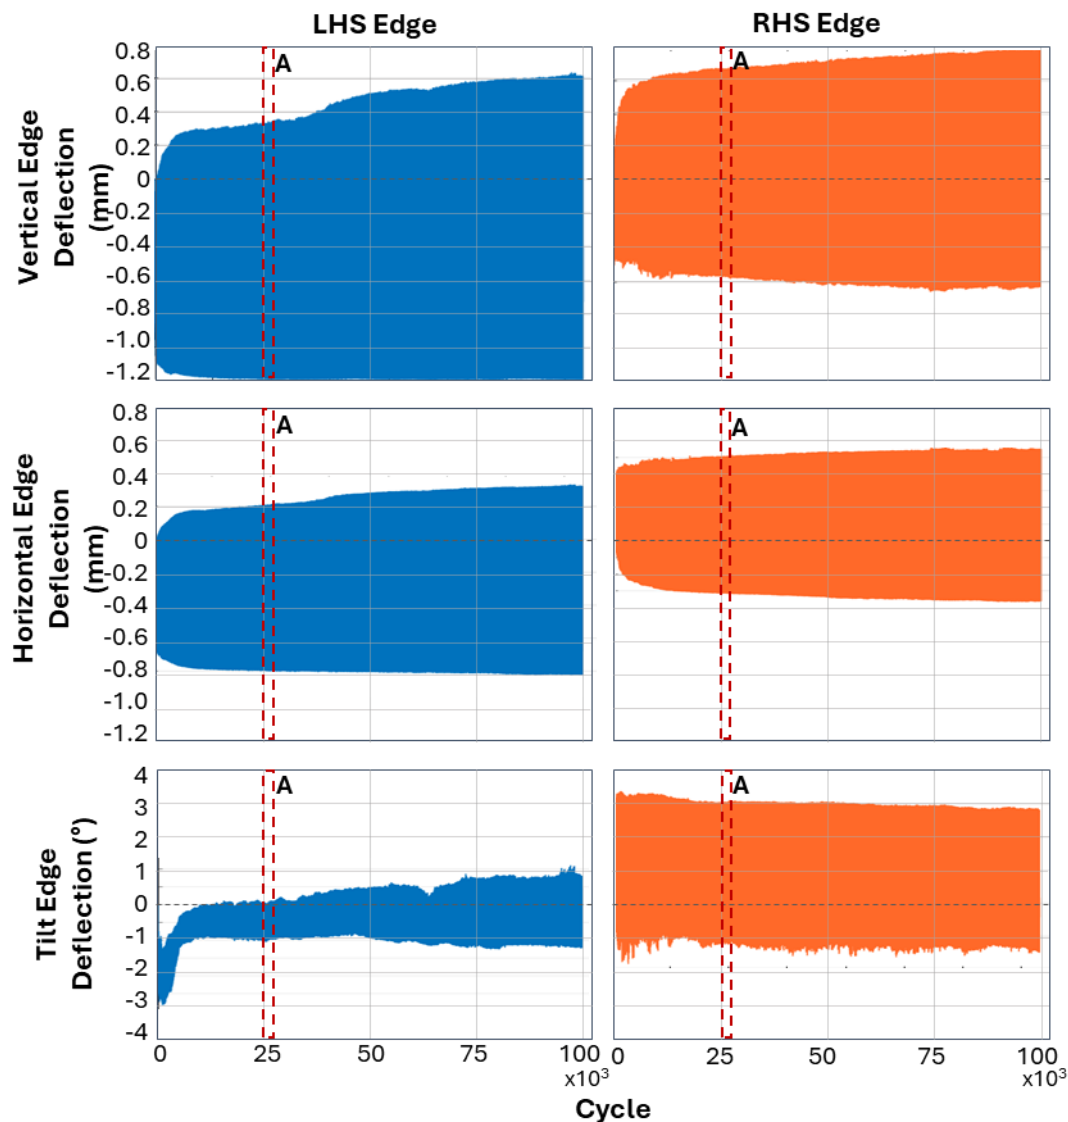 LHS Edge
RHS Edge
Vertical Edge
Deflection
(mm)
0.8
0.6
0.4
0.2
0
-0.2
-0.4
-0.6
-0.8
-1.0
-1.2
A
A
Horizontal Edge
Deflection
(mm)
0.8
0.6
0.4
0.2
0
-0.2
-0.4
-0.6
-0.8
-1.0
-1.2
A
A
Tilt Edge
Deflection (°)
4
3
2
1
0
-1
-2
-3
-4
A
A
0 25 50 75 100
x10³
0 25 50 75 100
x10³
Cycle